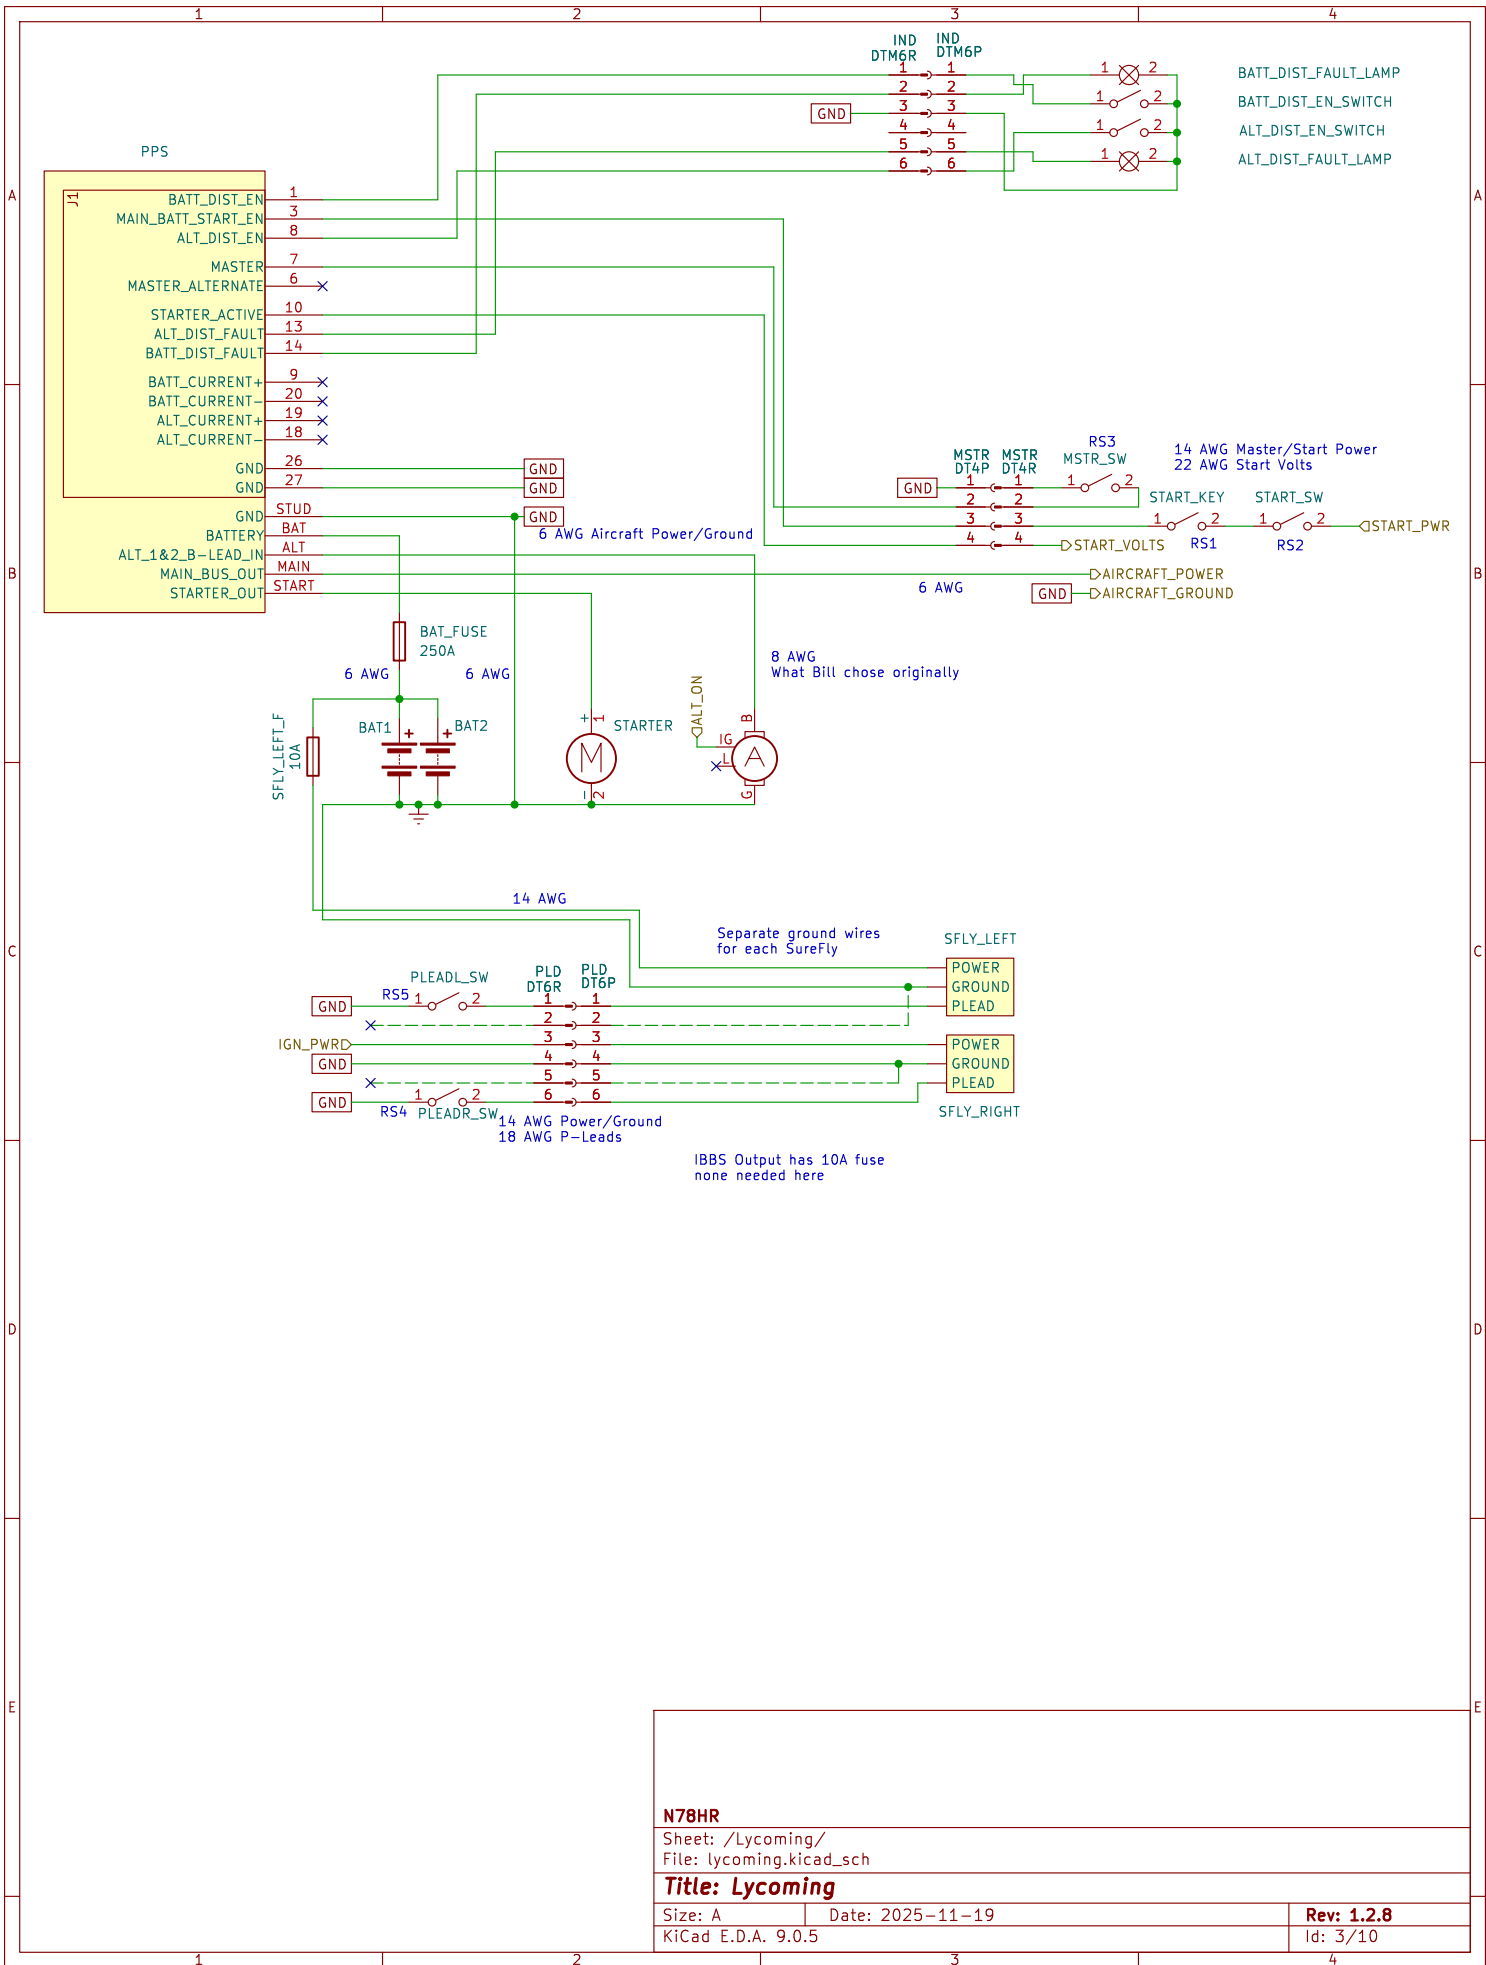 1 2 3 4
IND IND
DTM6R DTM6P
1 1 1 2 BATT_DIST_FAULT_LAMP
2 2 1 2 BATT_DIST_EN_SWITCH
GND 3 3
4 4 1 2 ALT_DIST_EN_SWITCH
5 5 1 2 ALT_DIST_FAULT_LAMP
6 6
PPS
A A
J1
BATT_DIST_EN 1
MAIN_BATT_START_EN 3
ALT_DIST_EN 8
MASTER 7
MASTER_ALTERNATE 6
STARTER_ACTIVE 10
ALT_DIST_FAULT 13
BATT_DIST_FAULT 14
BATT_CURRENT+ 9
BATT_CURRENT- 20
ALT_CURRENT+ 19
ALT_CURRENT- 18
GND 26 GND
GND 27 GND
GND STUD GND
BATTERY BAT
ALT_1&2_B-LEAD_IN ALT
MAIN_BUS_OUT MAIN
STARTER_OUT START
6 AWG Aircraft Power/Ground
RS3
MSTR_SW
14 AWG Master/Start Power
22 AWG Start Volts
MSTR MSTR
DT4P DT4R
GND 1 1 1 2
2 2
START_KEY START_SW
3 3 1 2 1 2 START_PWR
RS1 RS2
4 4 START_VOLTS
B B
AIRCRAFT_POWER
6 AWG
GND AIRCRAFT_GROUND
BAT_FUSE
250A
6 AWG 6 AWG
8 AWG
What Bill chose originally
SFLY_LEFT_F
10A
BAT1 + BAT2 +
+ 1 STARTER
M
- 2
ALT_ON
B
IG
L
A
G
14 AWG
Separate ground wires
for each SureFly
C C
SFLY_LEFT
POWER
GROUND
PLEAD
PLEADL_SW
RS5
PLD PLD
DT6R DT6P
GND 1 2 1 1
2 2
IGN_PWR 3 3
GND 4 4
5 5
GND 1 2 6 6
RS4 PLEADR_SW
POWER
GROUND
PLEAD
SFLY_RIGHT
14 AWG Power/Ground
18 AWG P-Leads
IBBS Output has 10A fuse
none needed here
D D
E E
N78HR
Sheet: /Lycoming/
File: lycoming.kicad_sch
Title: Lycoming
Size: A Date: 2025-11-19 Rev: 1.2.8
KiCad E.D.A. 9.0.5 Id: 3/10
1 2 3 4